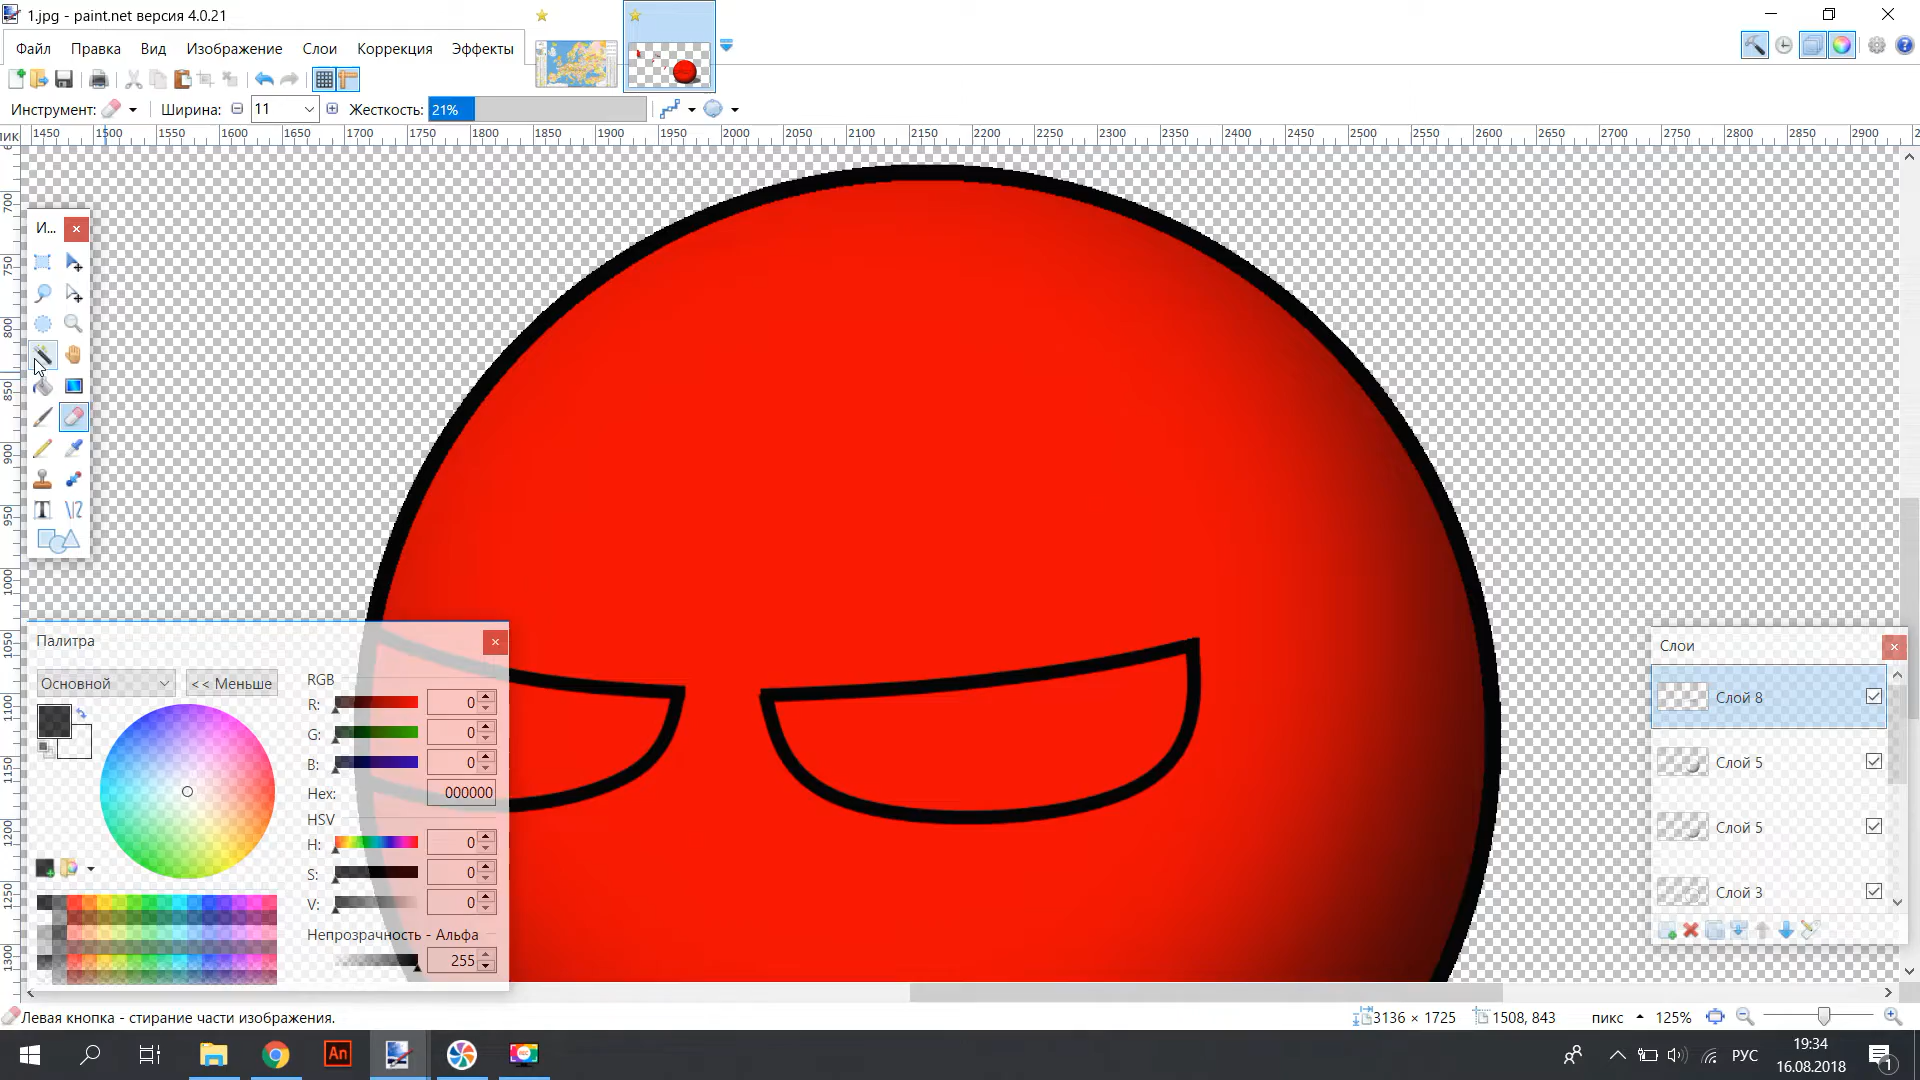 1.jpg - paint.net версия 4.0.21
Файл Правка Вид Изображение Слои Коррекция Эффекты
Инструмент: Ширина: 11 Жесткость: 21%
1450 1500 1550 1600 1650 1700 1750 1800 1850 1900 1950 2000 2050 2100 2150 2200 2250 2300 2350 2400 2450 2500 2550 2600 2650 2700 2750 2800 2850 2900
700
750
800
850
900
950
1000
1050
1100
1150
1200
1250
1300
И...
Палитра
Основной << Меньше
RGB
R: 0
G: 0
B: 0
Hex: 000000
HSV
H: 0
S: 0
V: 0
Непрозрачность - Альфа
255
Слои
Слой 8
Слой 5
Слой 5
Слой 3
Левая кнопка - стирание части изображения.
3136 × 1725 1508, 843 пикс 125%
An
РУС
19:34
16.08.2018
1